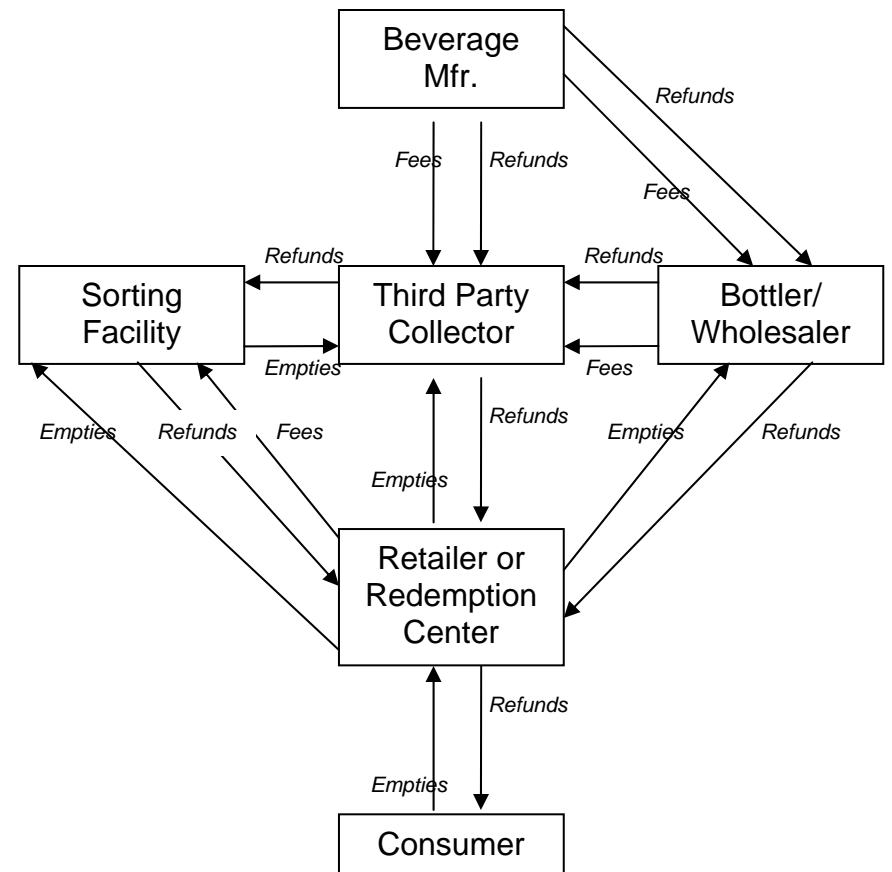 Beverage
Mfr.
Refunds
Fees
Refunds
Fees
Refunds
Refunds
Sorting
Facility
Third Party
Collector
Bottler/
Wholesaler
Empties
Fees
Refunds
Empties
Refunds
Fees
Empties
Refunds
Empties
Retailer or
Redemption
Center
Refunds
Empties
Consumer